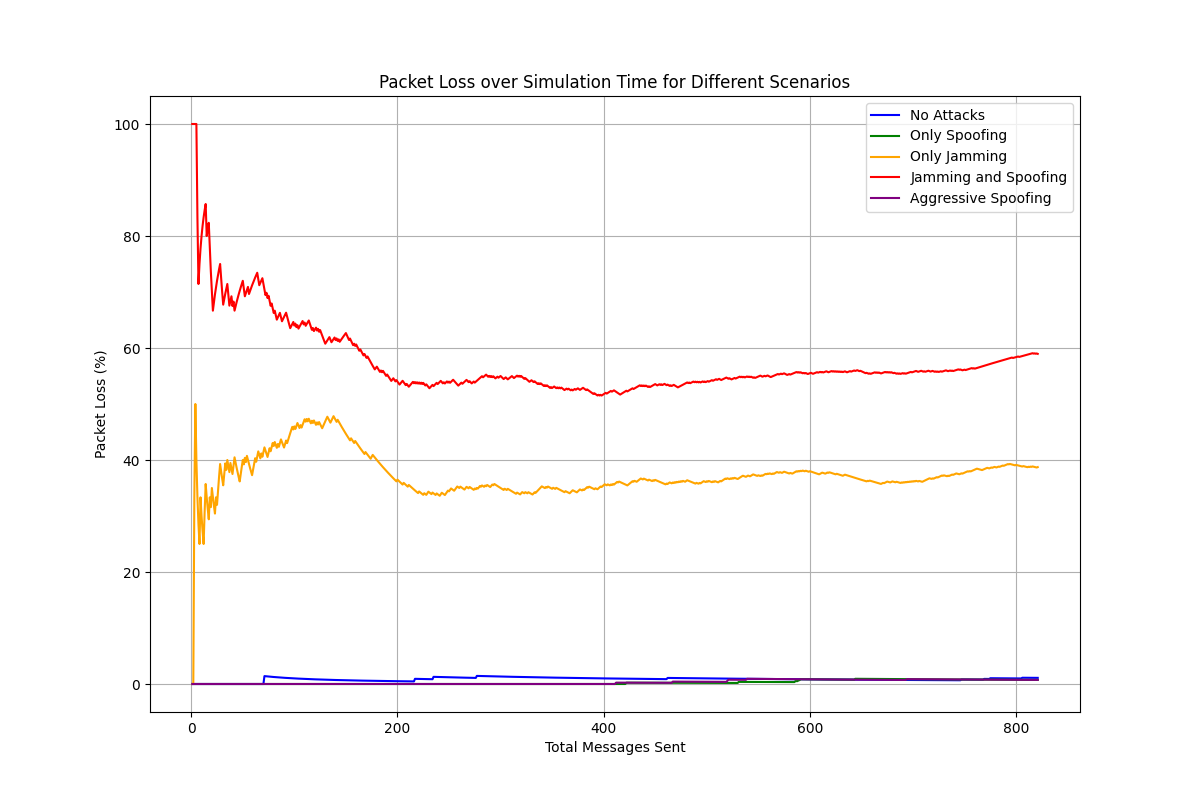 Packet Loss over Simulation Time for Different Scenarios
No Attacks
Only Spoofing
Only Jamming
Jamming and Spoofing
Aggressive Spoofing
Packet Loss (%)
100
80
60
40
20
0
0 200 400 600 800
Total Messages Sent